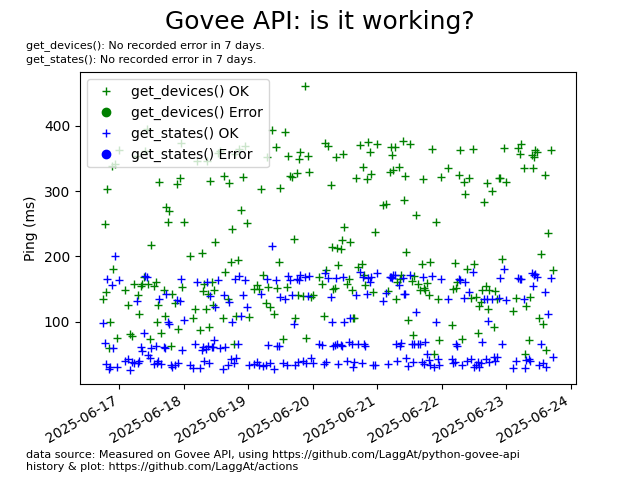 Govee API: is it working?
get_devices(): No recorded error in 7 days.
get_states(): No recorded error in 7 days.
get_devices() OK
get_devices() Error
get_states() OK
get_states() Error
Ping (ms)
400
300
200
100
2025-06-17
2025-06-18
2025-06-19
2025-06-20
2025-06-21
2025-06-22
2025-06-23
2025-06-24
data source: Measured on Govee API, using https://github.com/LaggAt/python-govee-api
history & plot: https://github.com/LaggAt/actions